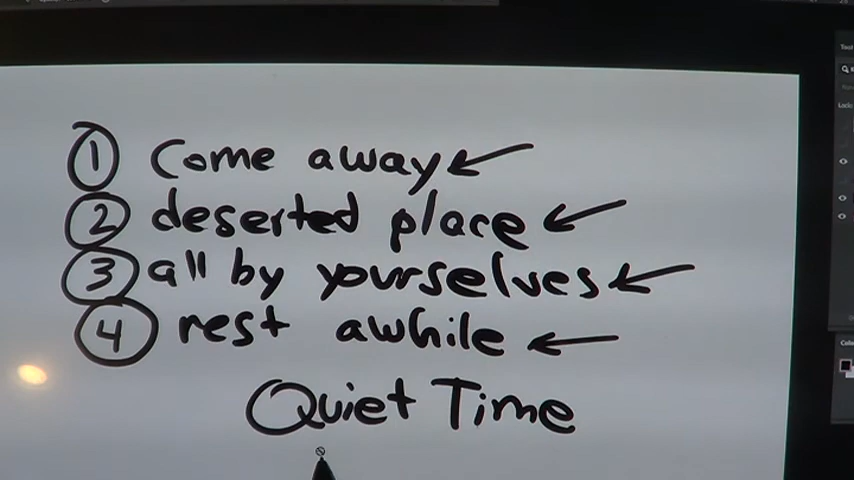 1 Come away
2 deserted place
3 all by yourselves
4 rest awhile
Quiet Time